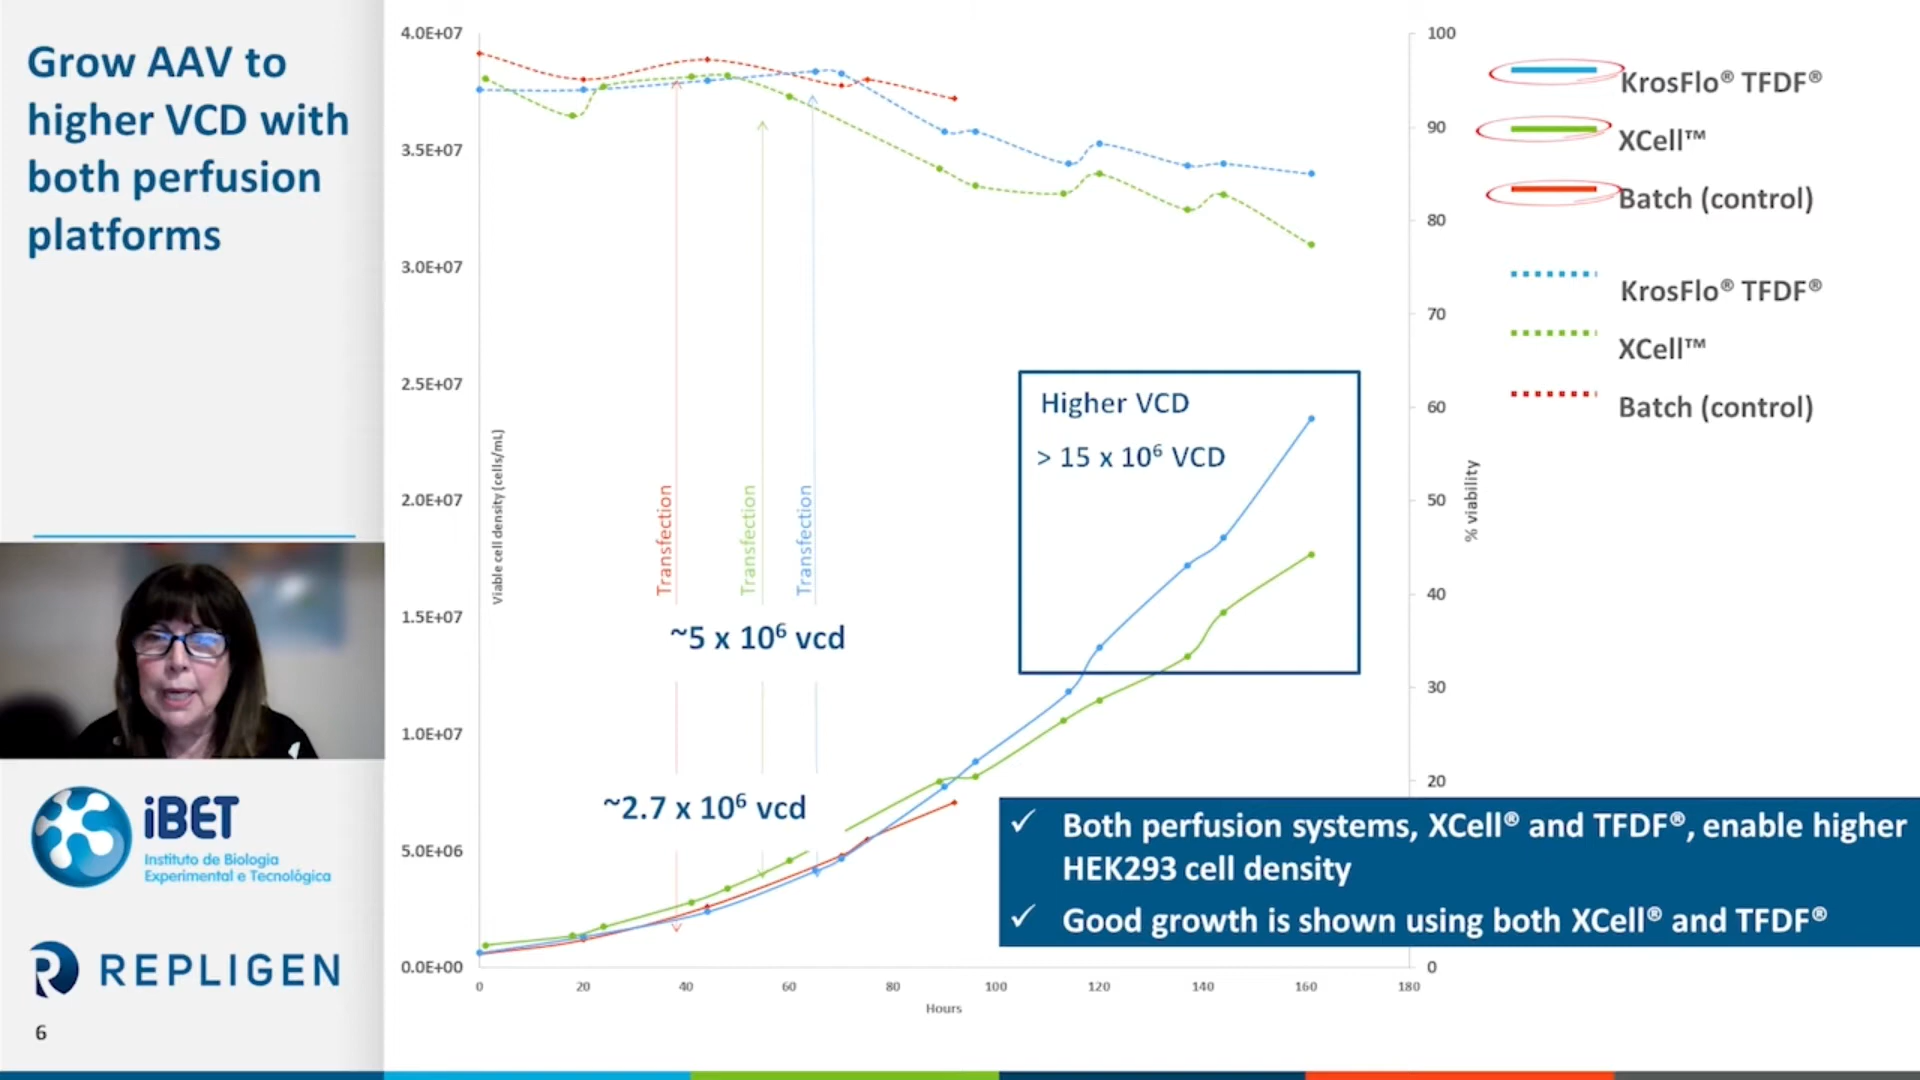 Grow AAV to
higher VCD with
both perfusion
platforms
iBET
Instituto de Biologia
Experimental e Tecnológica
REPLIGEN
6
4.0E+07
3.5E+07
3.0E+07
2.5E+07
2.0E+07
1.5E+07
1.0E+07
5.0E+06
0.0E+00
Viable cell density (cells/mL)
Transfection
Transfection
Transfection
~5 x 10⁶ vcd
~2.7 x 10⁶ vcd
Higher VCD
> 15 x 10⁶ VCD
0
20
40
60
80
100
120
140
160
180
Hours
100
90
80
70
60
50
40
30
20
0
% viability
KrosFlo® TFDF®
XCell™
Batch (control)
KrosFlo® TFDF®
XCell™
Batch (control)
✓ Both perfusion systems, XCell® and TFDF®, enable higher
HEK293 cell density
✓ Good growth is shown using both XCell® and TFDF®